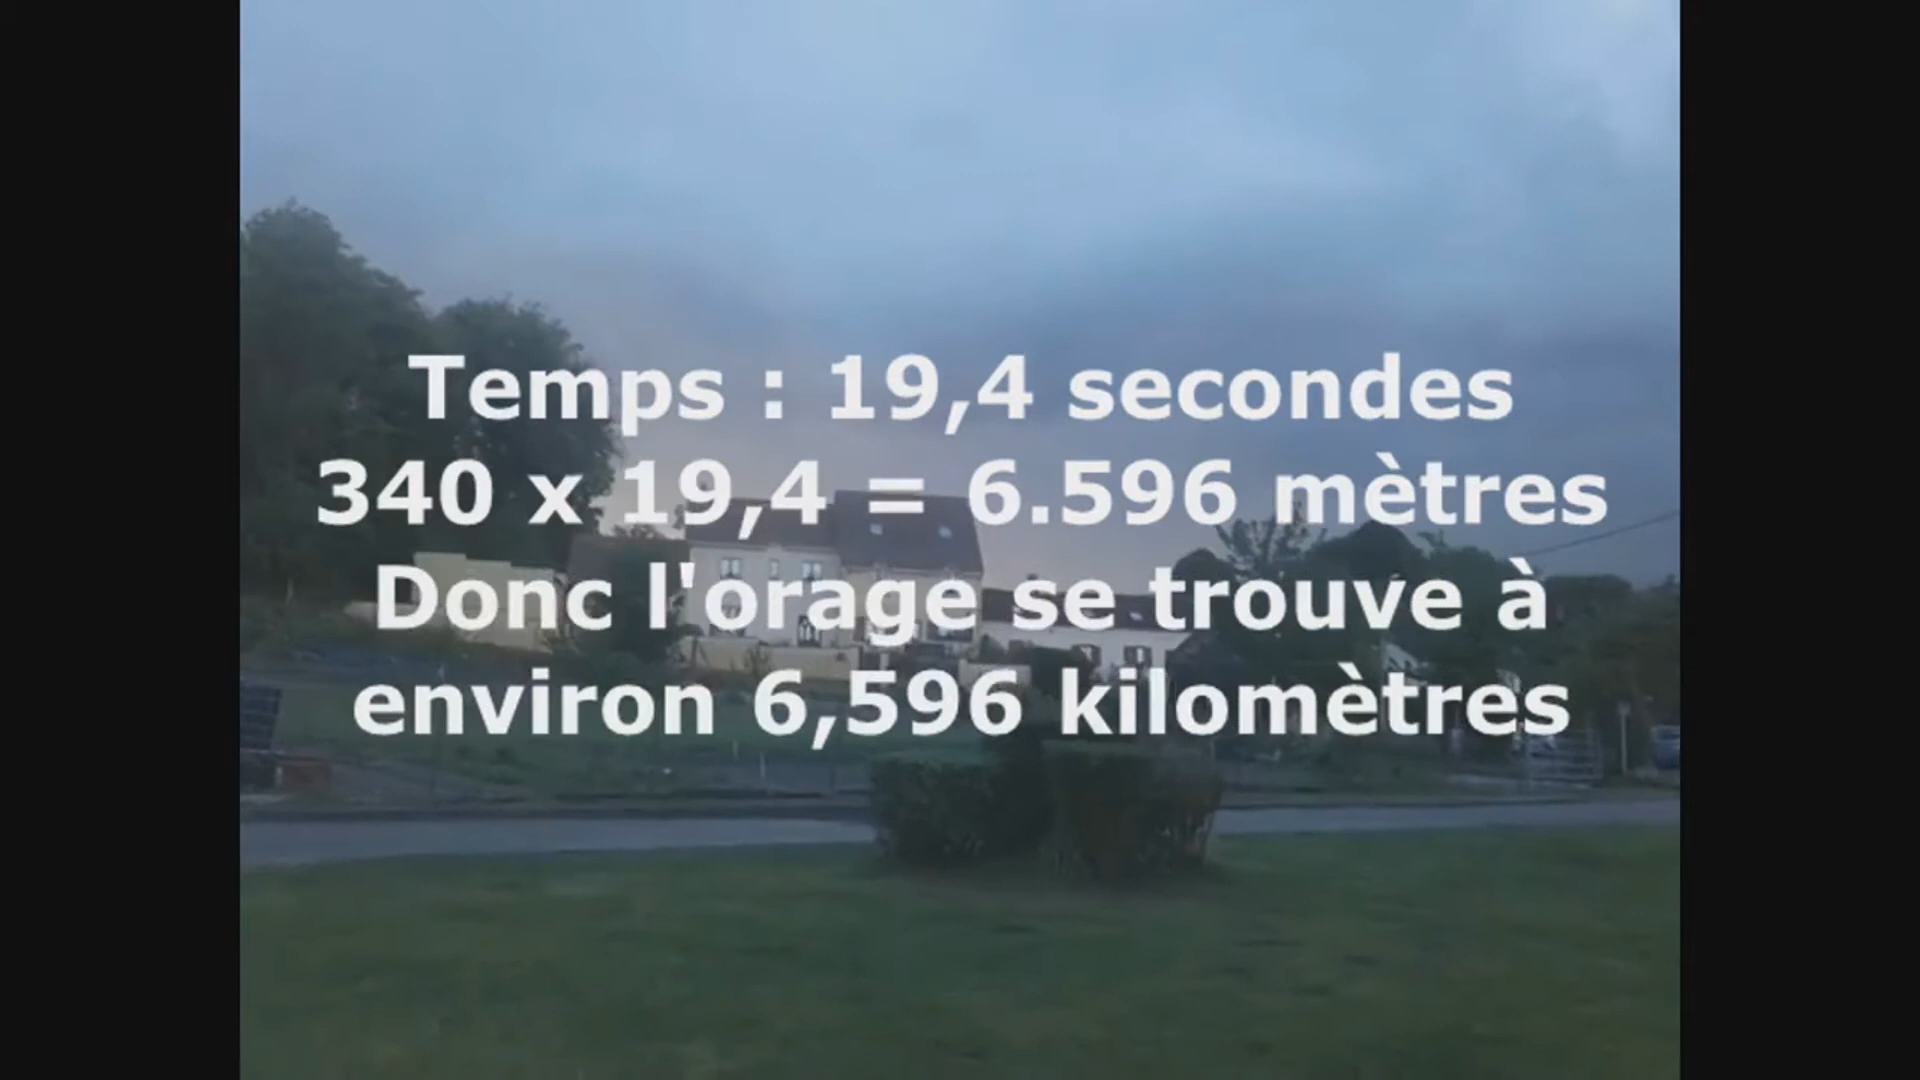 Temps : 19,4 secondes
340 x 19,4 = 6.596 mètres
Donc l'orage se trouve à
environ 6,596 kilomètres